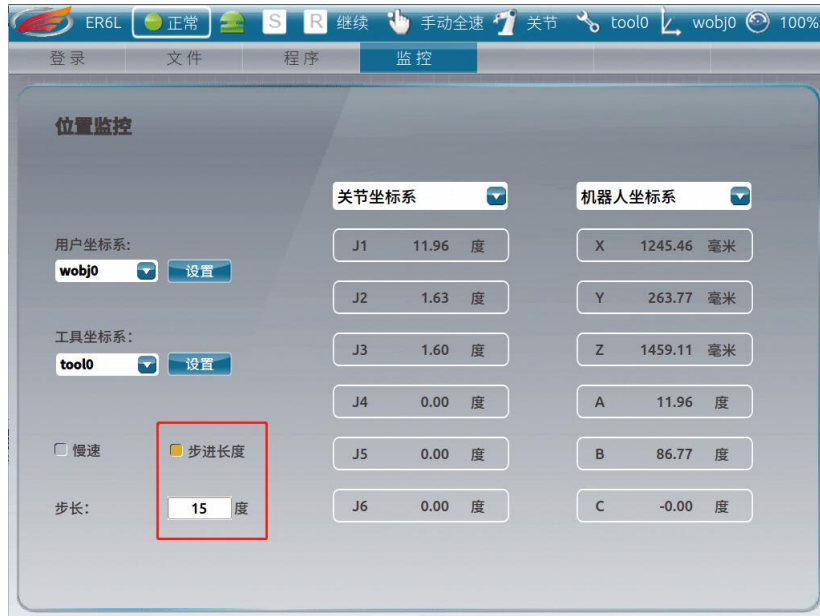 ER6L 正常 S R 继续 手动全速 关节 tool0 wobj0 100%
登录 文件 程序 监控
位置监控
关节坐标系 机器人坐标系
用户坐标系:
wobj0 设置
J1 11.96 度 X 1245.46 毫米
J2 1.63 度 Y 263.77 毫米
工具坐标系:
tool0 设置
J3 1.60 度 Z 1459.11 毫米
J4 0.00 度 A 11.96 度
慢速 步进长度
J5 0.00 度 B 86.77 度
步长: 15 度
J6 0.00 度 C -0.00 度